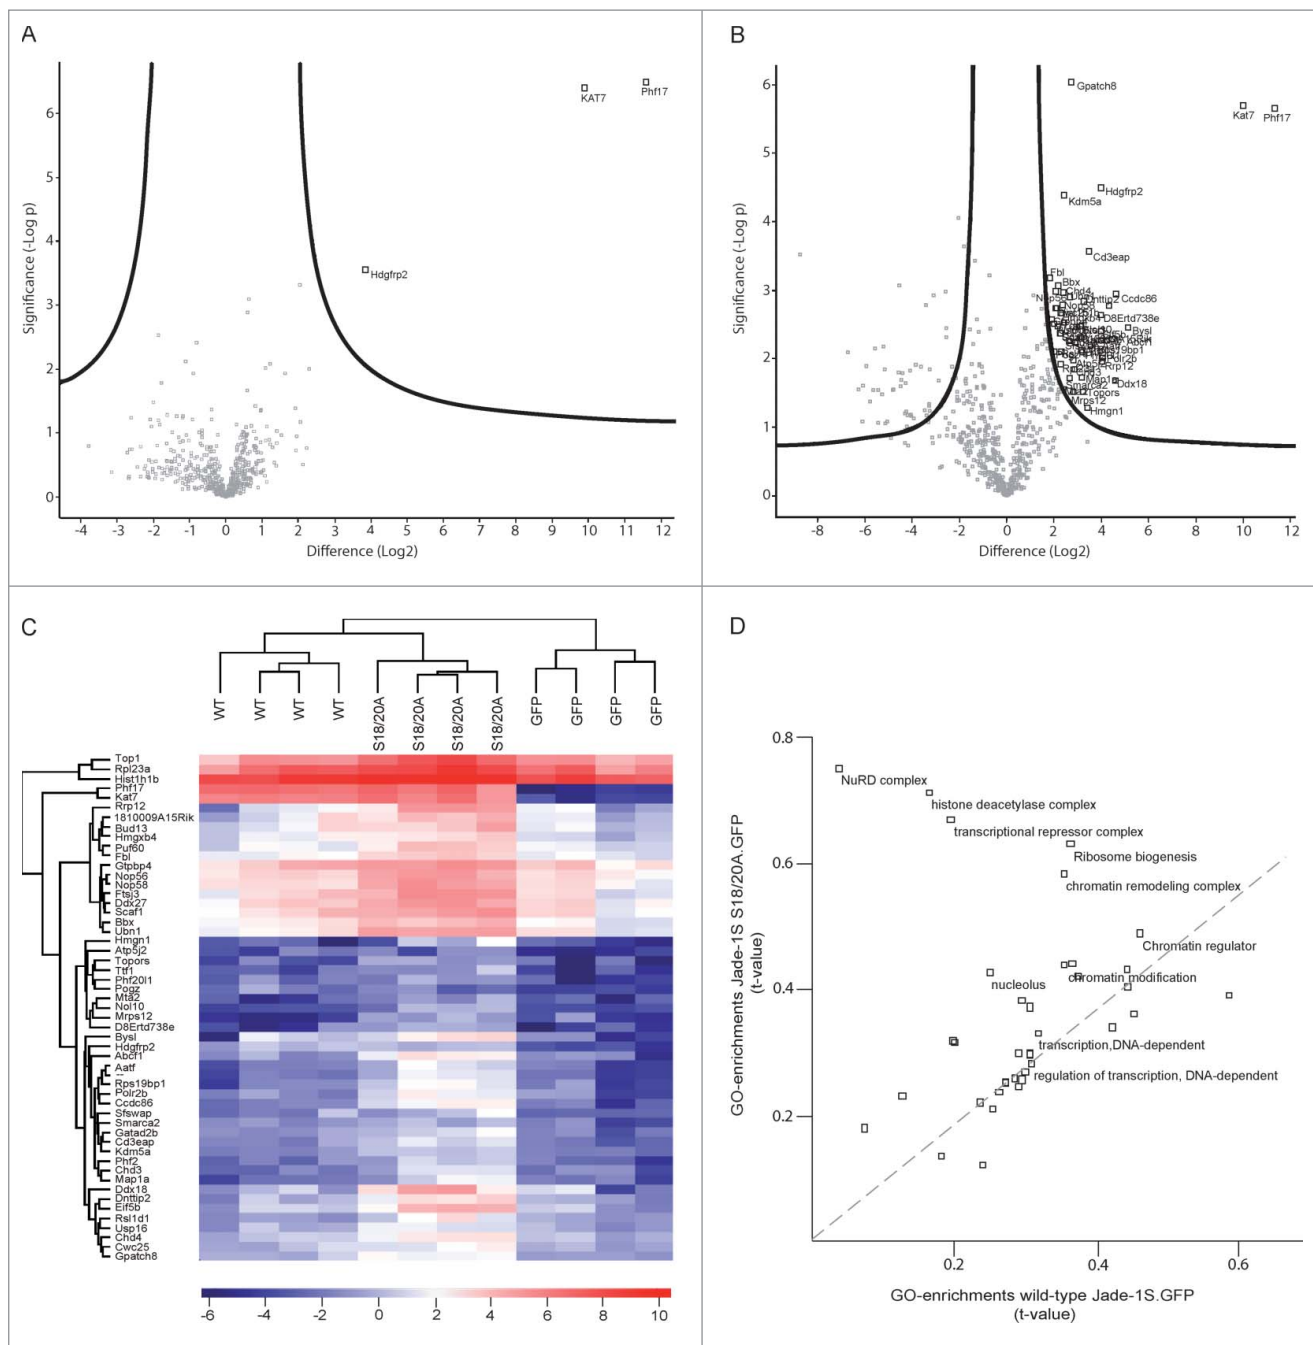 A
Significance (-Log p)
6
5
4
3
2
1
0
KAT7
Phf17
Hdgfrp2
-4
-3
-2
-1
0
1
2
3
4
5
6
7
8
9
10
11
12
Difference (Log2)
B
Significance (-Log p)
6
5
4
3
2
1
0
Gpatch8
Kat7
Phf17
Hdgfrp2
Kdm5a
Cd3eap
Fbl
Bbx
Chd4
Dnttip2
Ccdc86
Nop58
D8Ertd738e
Bysl
Abcf1
Polr2b
Rrp12
Map1a
Ddx18
Smarca2
Topors
Mrps12
Hmgn1
-8
-6
-4
-2
0
2
4
6
8
10
12
Difference (Log2)
C
WT
WT
WT
WT
S18/20A
S18/20A
S18/20A
S18/20A
GFP
GFP
GFP
GFP
Top1
Rpl23a
Hist1h1b
Phf17
Kat7
Rrp12
1810009A15Rik
Bud13
Hmgxb4
Puf60
Fbl
Gtpbp4
Nop56
Nop58
Ftsj3
Ddx27
Scaf1
Bbx
Ubn1
Hmgn1
Atp5j2
Topors
Ttf1
Phf20l1
Pogz
Mta2
Nol10
Mrps12
D8Ertd738e
Bysl
Hdgfrp2
Abcf1
Aatf
--
Rps19bp1
Polr2b
Ccdc86
Sfswap
Smarca2
Gatad2b
Cd3eap
Kdm5a
Phf2
Chd3
Map1a
Ddx18
Dnttip2
Eif5b
Rsl1d1
Usp16
Chd4
Cwc25
Gpatch8
-6
-4
-2
0
2
4
6
8
10
D
GO-enrichments Jade-1S S18/20A.GFP
(t-value)
0.8
0.6
0.4
0.2
NuRD complex
histone deacetylase complex
transcriptional repressor complex
Ribosome biogenesis
chromatin remodeling complex
Chromatin regulator
chromatin modification
nucleolus
transcription,DNA-dependent
regulation of transcription, DNA-dependent
0.2
0.4
0.6
GO-enrichments wild-type Jade-1S.GFP
(t-value)